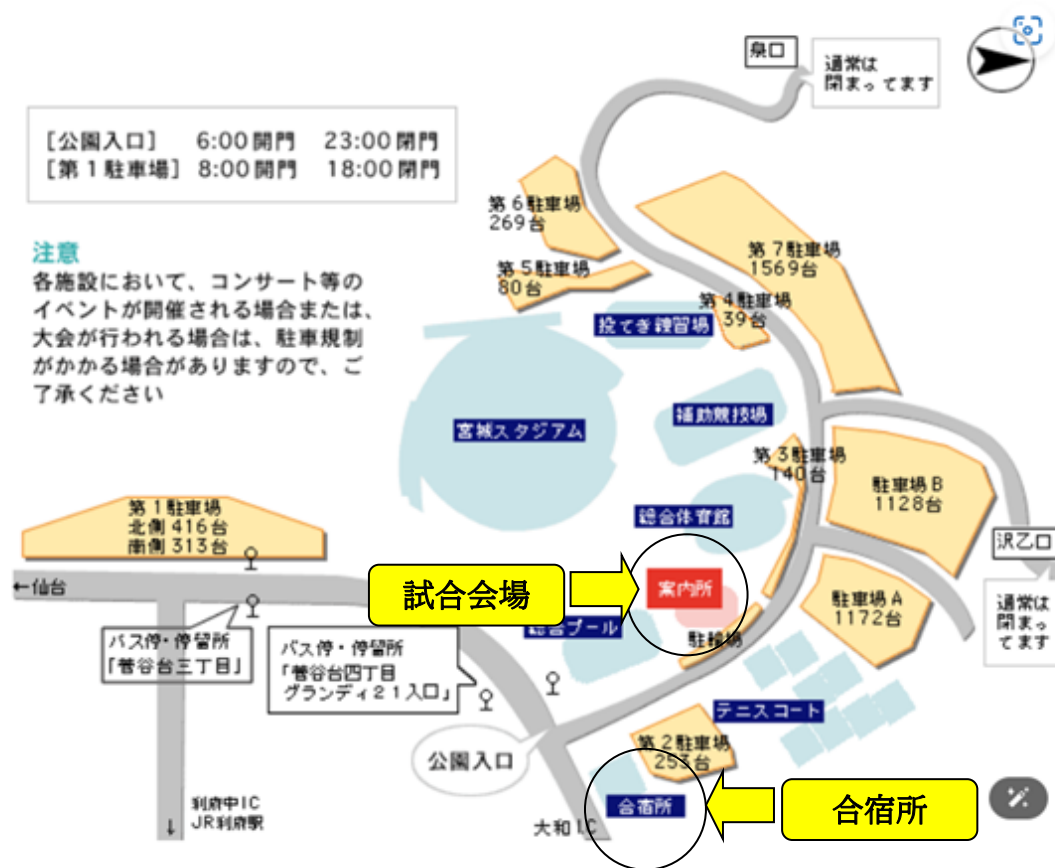 泉口
通常は
閉まってます
[公園入口] 6:00開門 23:00閉門
[第1駐車場] 8:00開門 18:00閉門
注意
各施設において、コンサート等の
イベントが開催される場合または、
大会が行われる場合は、駐車規制
がかかる場合がありますので、ご
了承ください
第6駐車場
269台
第5駐車場
80台
第7駐車場
1569台
第4駐車場
39台
投てき練習場
補助競技場
宮城スタジアム
第3駐車場
140台
駐車場B
1128台
総合体育館
沢乙口
通常は
閉まっ
てます
第1駐車場
北側416台
南側313台
←仙台
試合会場
案内所
駐車場A
1172台
総合プール
駐輪場
バス停・停留所
「菅谷台三丁目」
バス停・停留所
「菅谷台四丁目
グランディ21入口」
テニスコート
公園入口
第2駐車場
253台
合宿所
合宿所
利府中IC
JR利府駅
↓
大和IC